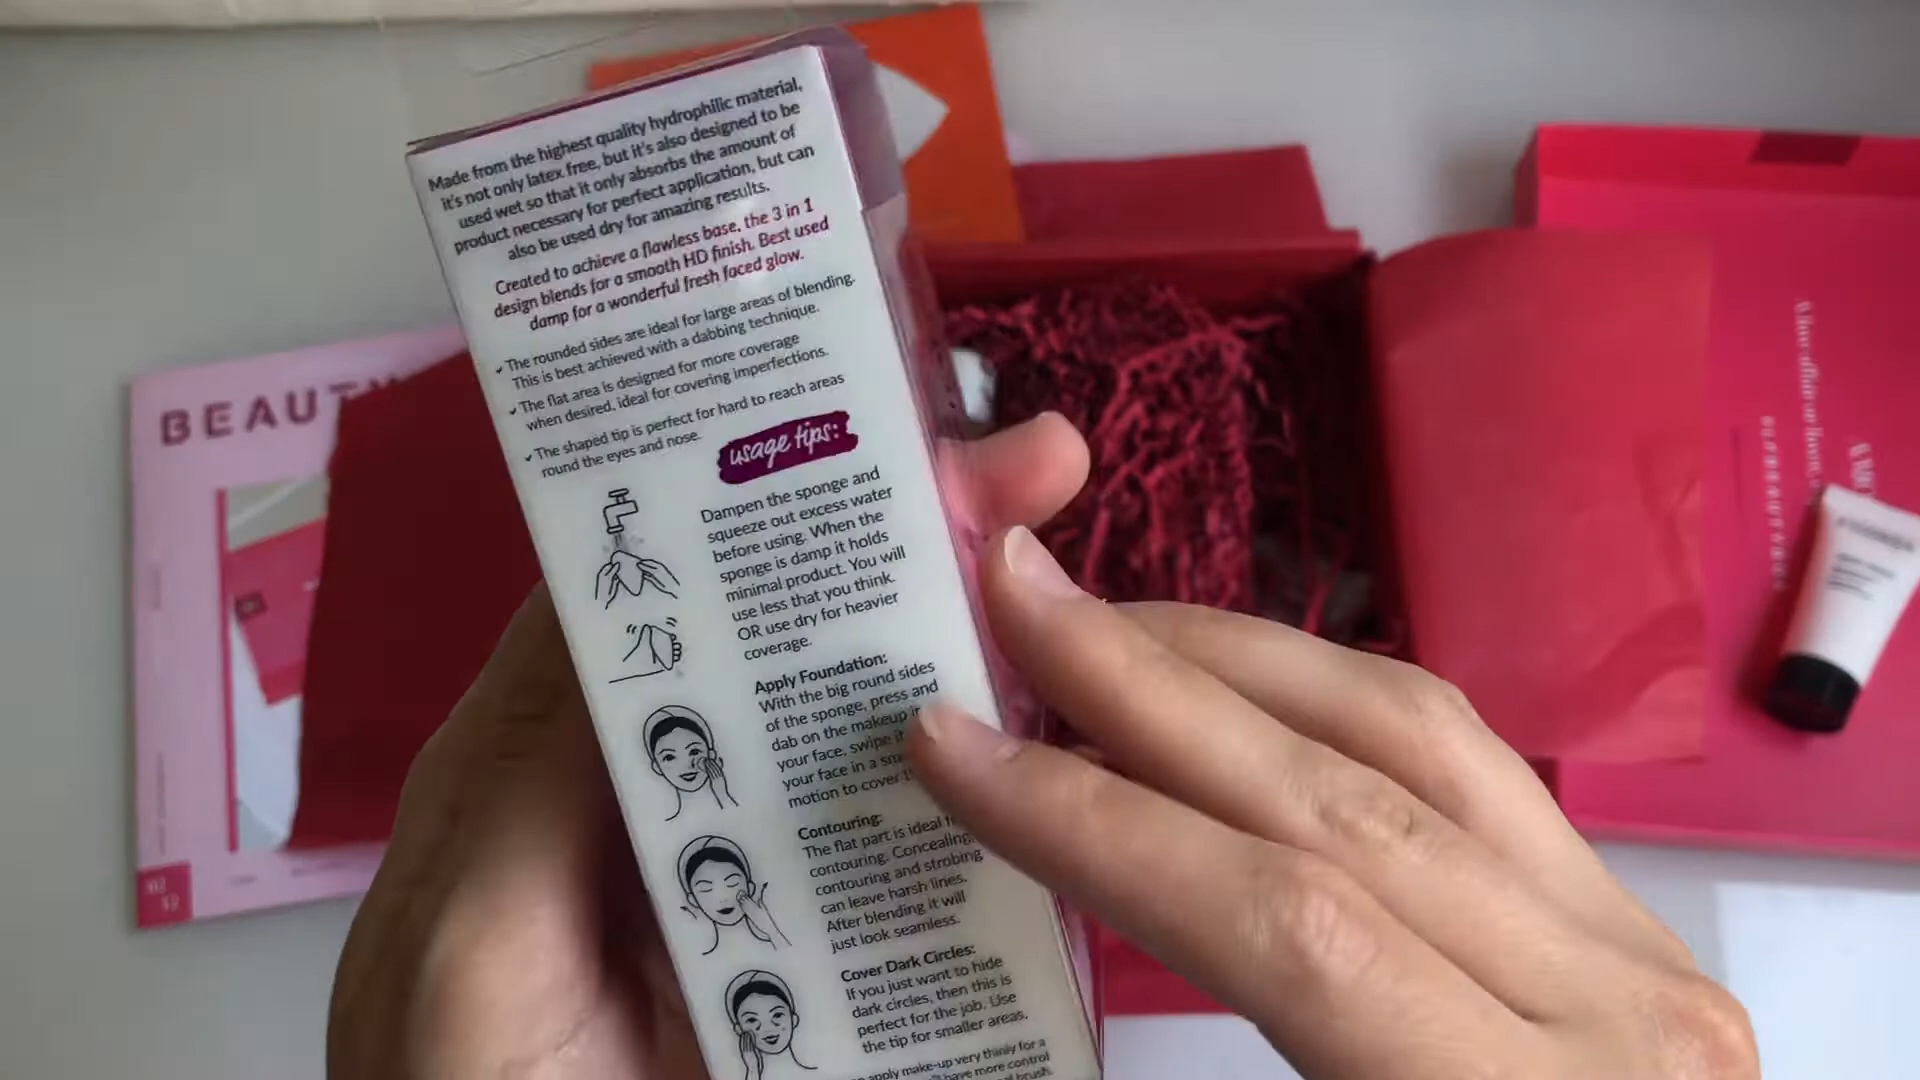 Made from the highest quality hydrophilic material,
it's not only latex free, but it's also designed to be
used wet so that it only absorbs the amount of
product necessary for perfect application, but can
also be used dry for amazing results.
Created to achieve a flawless base, the 3 in 1
design blends for a smooth HD finish. Best used
damp for a wonderful fresh faced glow.
✓ The rounded sides are ideal for large areas of blending.
This is best achieved with a dabbing technique.
✓ The flat area is designed for more coverage
when desired, ideal for covering imperfections.
✓ The shaped tip is perfect for hard to reach areas
round the eyes and nose.
usage tips:
Dampen the sponge and
squeeze out excess water
before using. When the
sponge is damp it holds
minimal product. You will
use less that you think.
OR use dry for heavier
coverage.
Apply Foundation:
With the big round sides
of the sponge, press and
dab on the makeup
your face, swipe
your face in a
motion to cover
Contouring:
The flat part is ideal
contouring. Concealing,
contouring and strobing
can leave harsh lines.
After blending it will
just look seamless.
Cover Dark Circles:
If you just want to hide
dark circles, then this is
perfect for the job. Use
the tip for smaller areas.
apply make-up very thinly for a
have more control
brush.
BEAUT